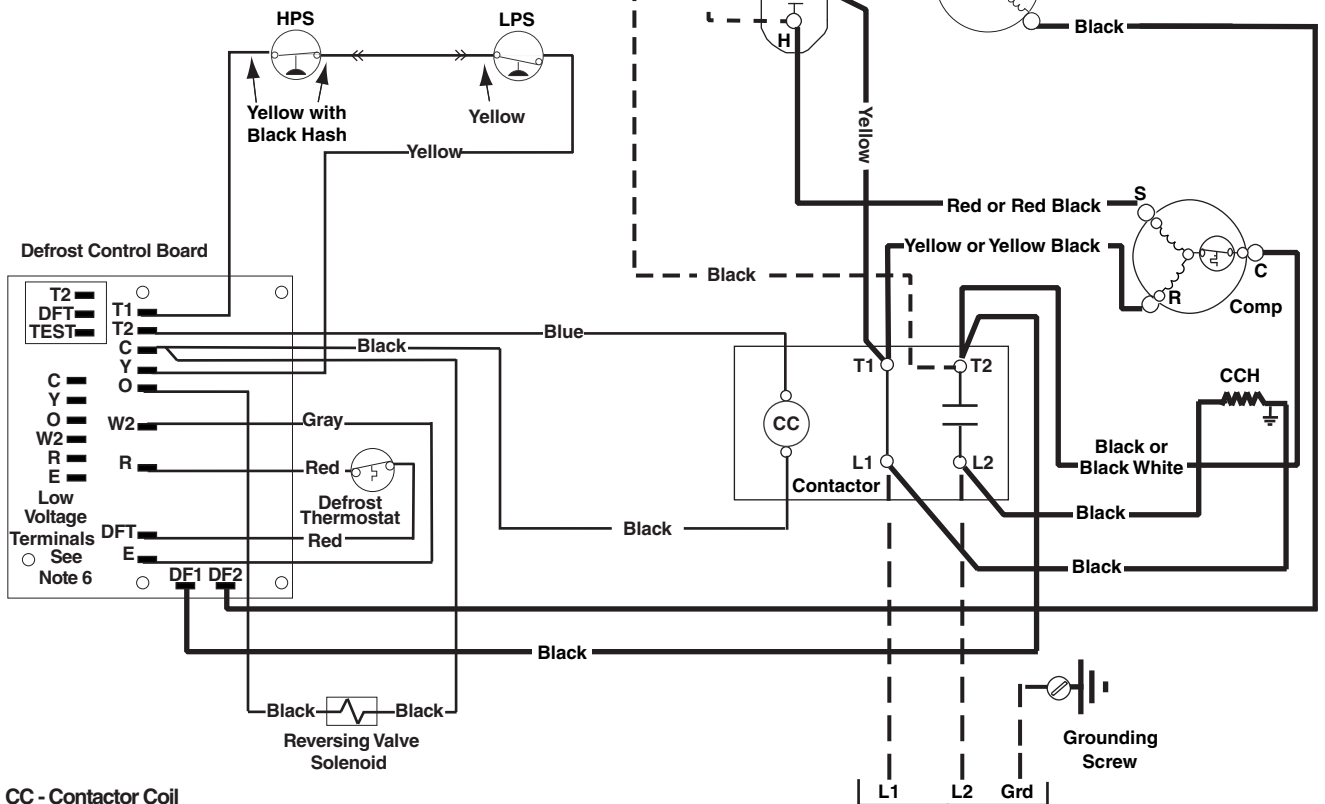 HPS
LPS
H
Black
Yellow with
Black Hash
Yellow
Yellow
Yellow
S
Red or Red Black
Yellow or Yellow Black
C
R
Comp
Defrost Control Board
Black
T2
DFT
TEST
T1
T2
C
Y
O
W2
R
DFT
E
Blue
Black
T1
T2
CCH
C
Y
O
W2
R
E
Low
Voltage
Terminals
See
Note 6
Gray
CC
Red
Defrost
Thermostat
Red
L1
L2
Contactor
Black or
Black White
Black
Black
Black
DF1 DF2
Black
Black
Black
Reversing Valve
Solenoid
Grounding
Screw
CC - Contactor Coil
L1
L2
Grd